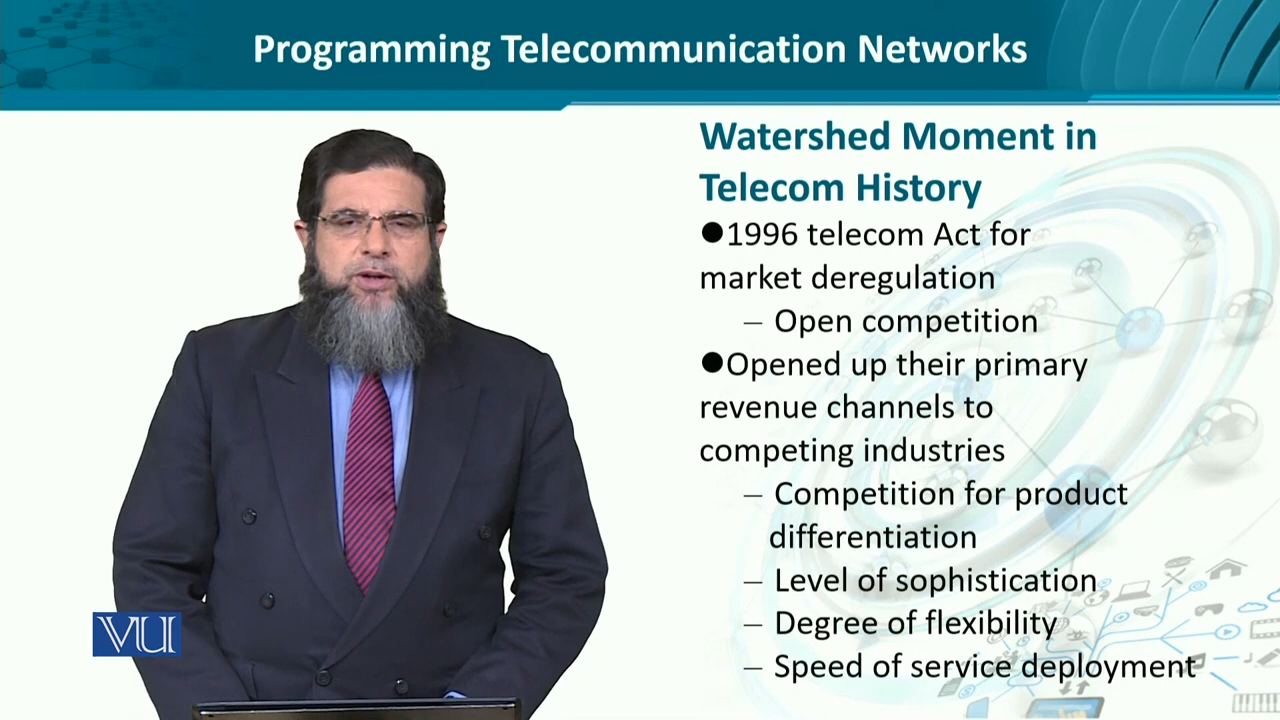 Programming Telecommunication Networks
Watershed Moment in
Telecom History
●1996 telecom Act for
market deregulation
– Open competition
●Opened up their primary
revenue channels to
competing industries
– Competition for product
differentiation
– Level of sophistication
– Degree of flexibility
– Speed of service deployment
VU